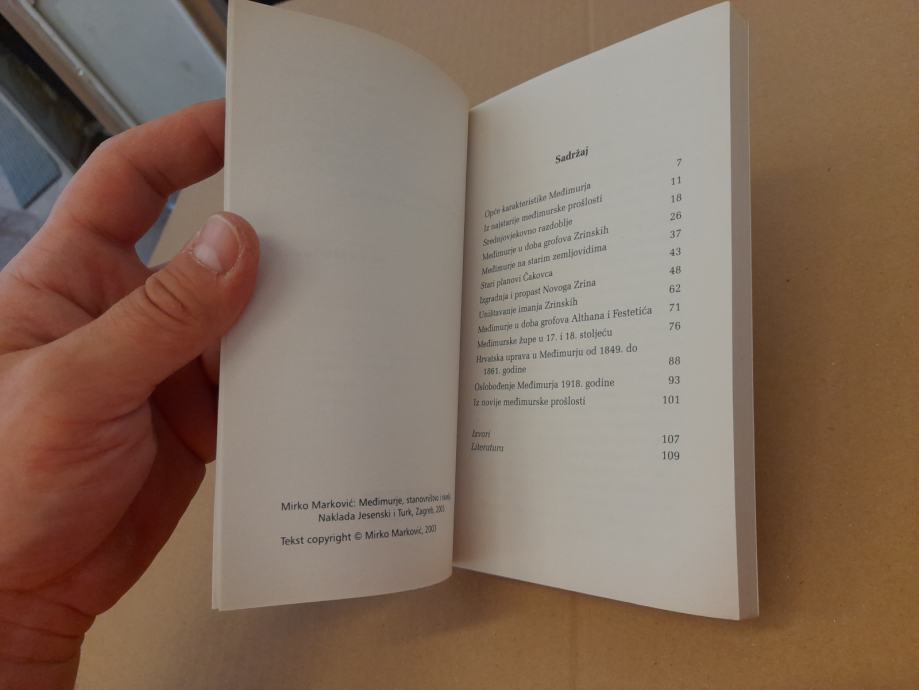 Mirko Marković: Međimurje, stanovništvo i
Naklada Jesenski i Turk, Zagreb, 2003.
Tekst copyright © Mirko Marković, 2003
Sadržaj
Opće karakteristike Međimurja 7
Iz najstarije međimurske prošlosti 11
Srednjovjekovno razdoblje 18
Međimurje u doba grofova Zrinskih 26
Međimurje na starim zemljovidima 37
Stari planovi Čakovca 43
Izgradnja i propast Novoga Zrina 48
Uništavanje imanja Zrinskih 62
Međimurje u doba grofova Althana i Festetića 71
Međimurske župe u 17. i 18. stoljeću 76
Hrvatska uprava u Međimurju od 1849. do
1861. godine 88
Oslobođenje Međimurja 1918. godine 93
Iz novije međimurske prošlosti 101
Izvori 107
Literatura 109